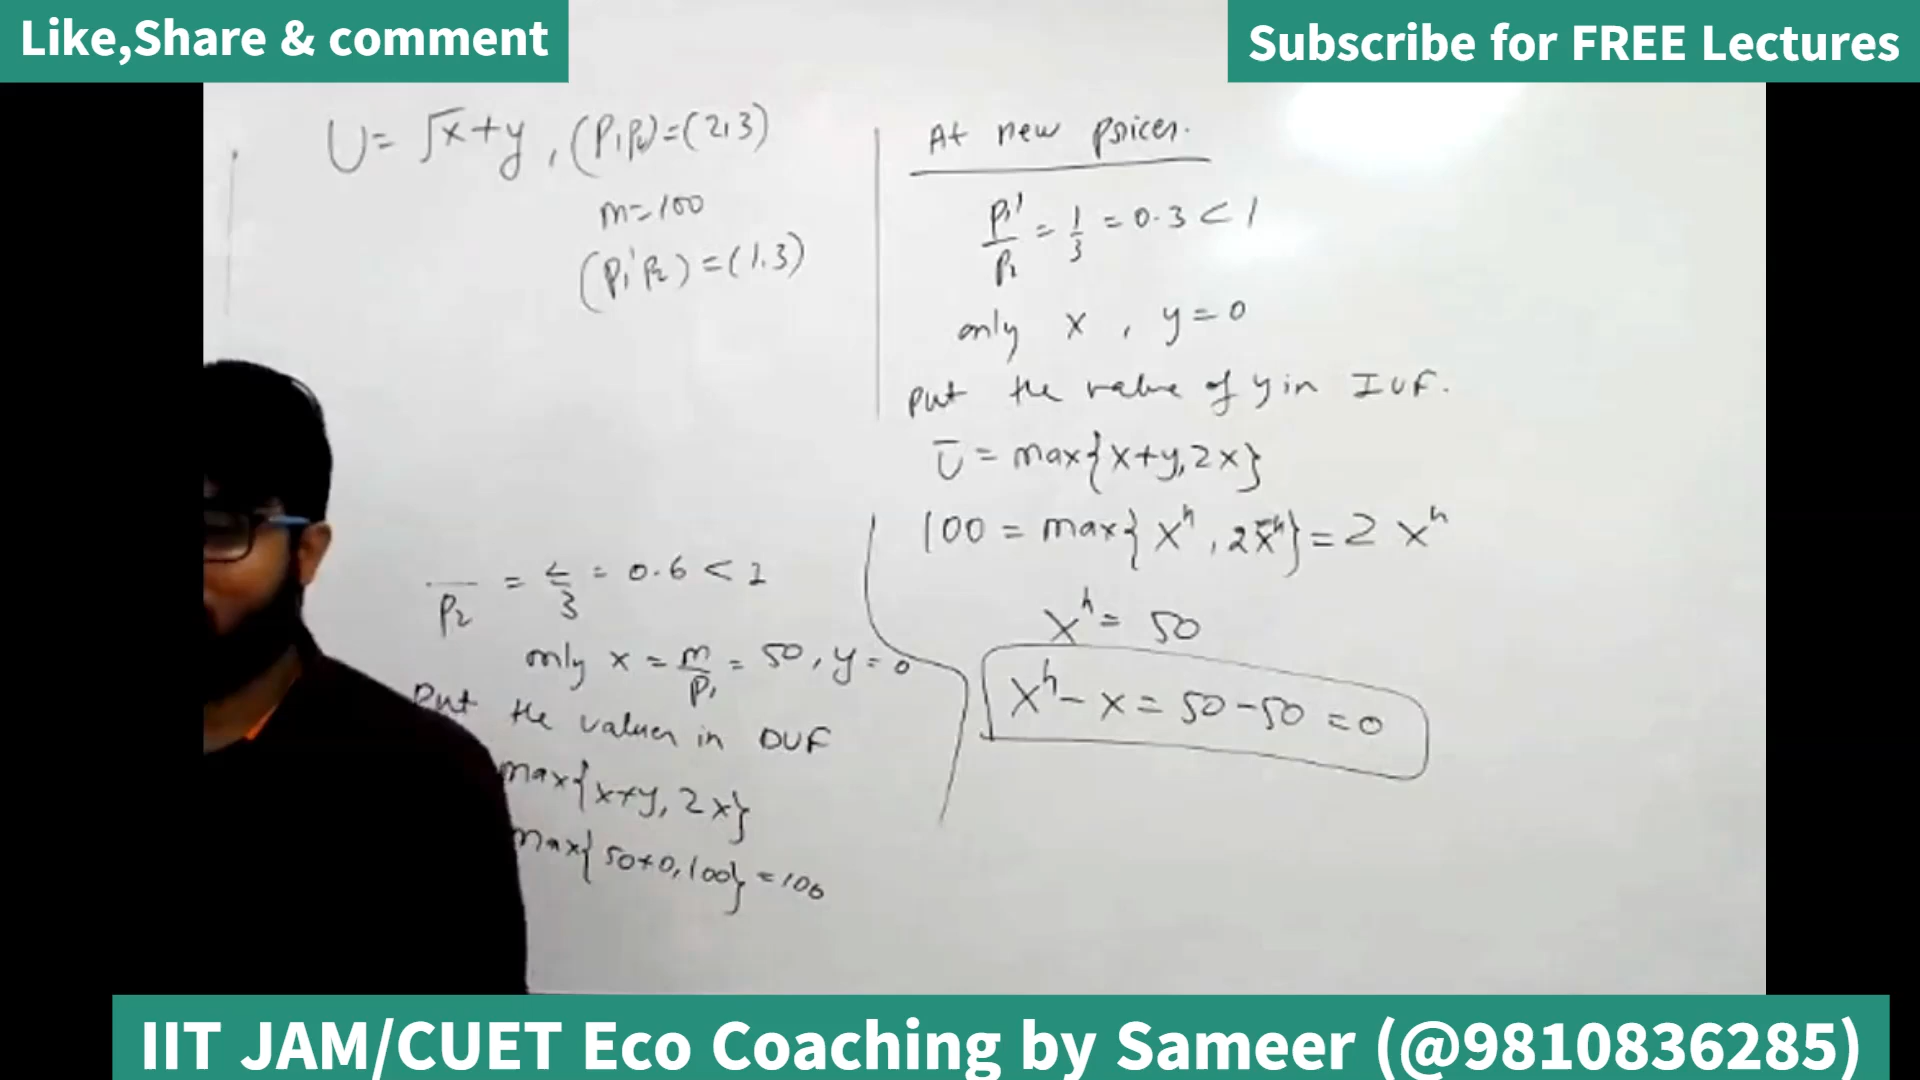 Like,Share & comment
Subscribe for FREE Lectures
U = √x + y , (P₁P₂) = (2,3)
m = 100
(P₁'P₂) = (1.3)
= 2/3 = 0.6 < 1
P₂
only x = m/P₁ = 50 , y = 0
Put the values in DUF
max{x+y, 2x}
max{50+0,100} = 100
At new prices.
P₁'/P₂ = 1/3 = 0.3 < 1
only x , y = 0
Put the value of y in IUF.
Ū = max{x+y, 2x}
100 = max{xʰ , 2xʰ} = 2xʰ
xʰ = 50
xʰ - x = 50 - 50 = 0
IIT JAM/CUET Eco Coaching by Sameer (@9810836285)